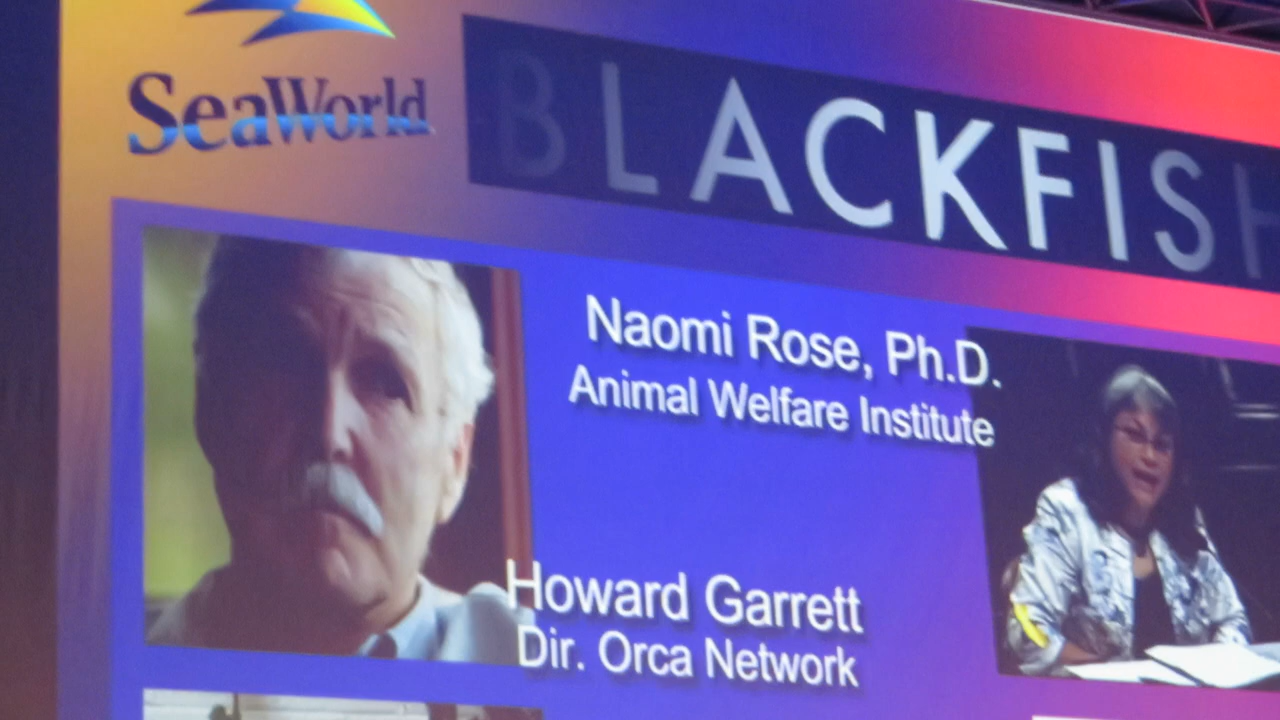 SeaWorld
BLACKFISH
Naomi Rose, Ph.D.
Animal Welfare Institute
Howard Garrett
Dir. Orca Network